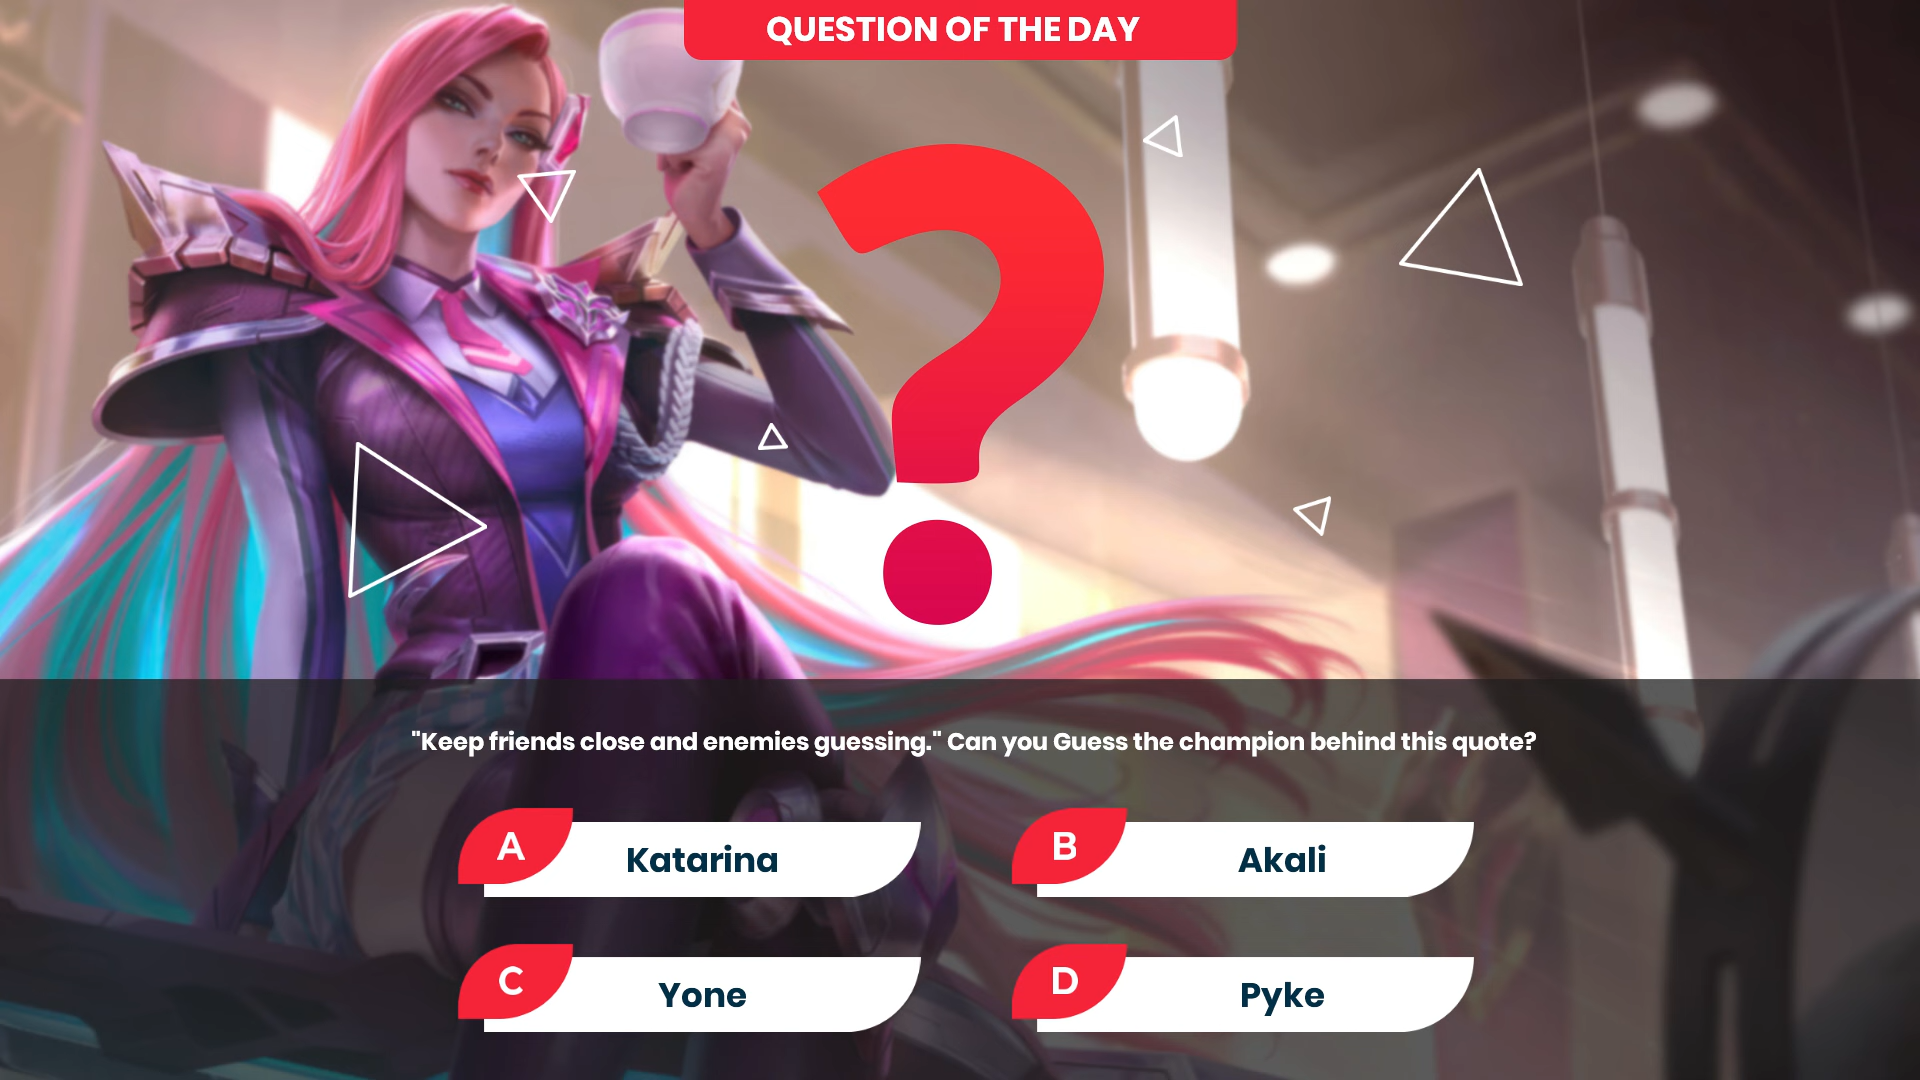 QUESTION OF THE DAY
"Keep friends close and enemies guessing." Can you Guess the champion behind this quote?
A Katarina
B Akali
C Yone
D Pyke